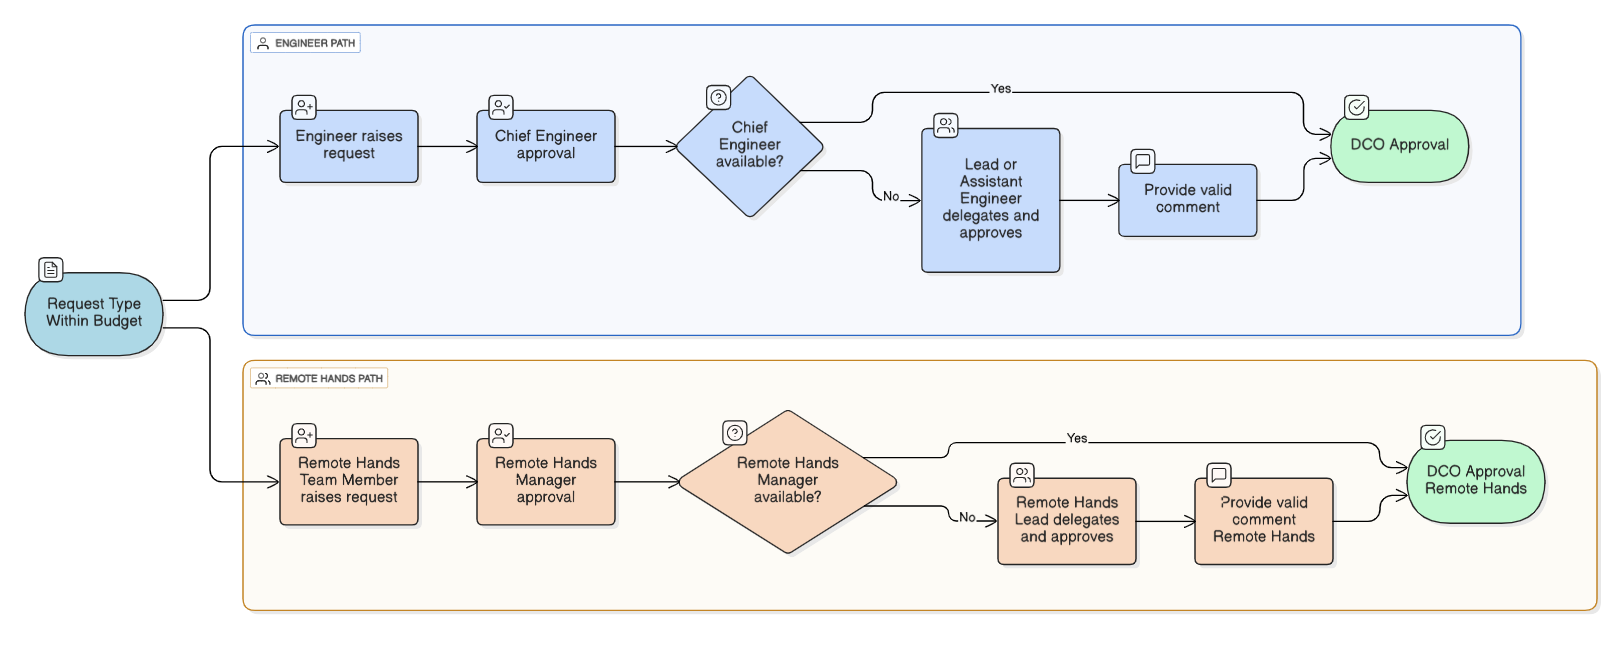 ENGINEER PATH
Engineer raises
request
Chief Engineer
approval
Chief
Engineer
available?
Yes
No
Lead or
Assistant
Engineer
delegates and
approves
Provide valid
comment
DCO Approval
Request Type
Within Budget
REMOTE HANDS PATH
Remote Hands
Team Member
raises request
Remote Hands
Manager
approval
Remote Hands
Manager
available?
Yes
No
Remote Hands
Lead delegates
and approves
Provide valid
comment
Remote Hands
DCO Approval
Remote Hands